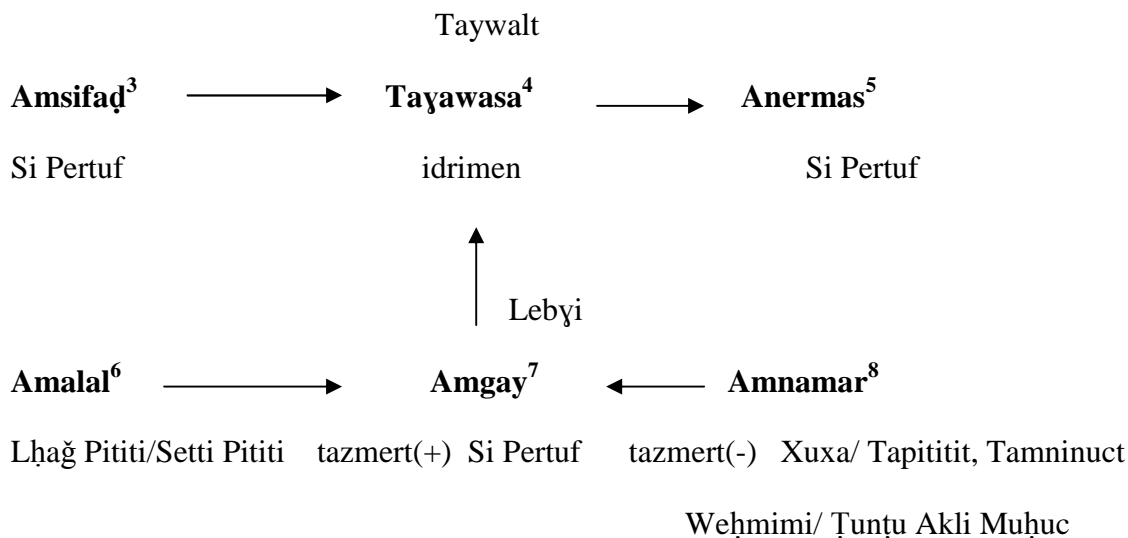 Taywalt
Amsifaḍ³ Taɣawasa⁴ Anermas⁵
Si Pertuf idrimen Si Pertuf
Lebɣi
Amalal⁶ Amgay⁷ Amnamar⁸
Lḥaǧ Pititi/Setti Pititi tazmert(+) Si Pertuf tazmert(-) Xuxa/ Tapititit, Tamninuct
Weḥmimi/ Ṭunṭu Akli Muḥuc